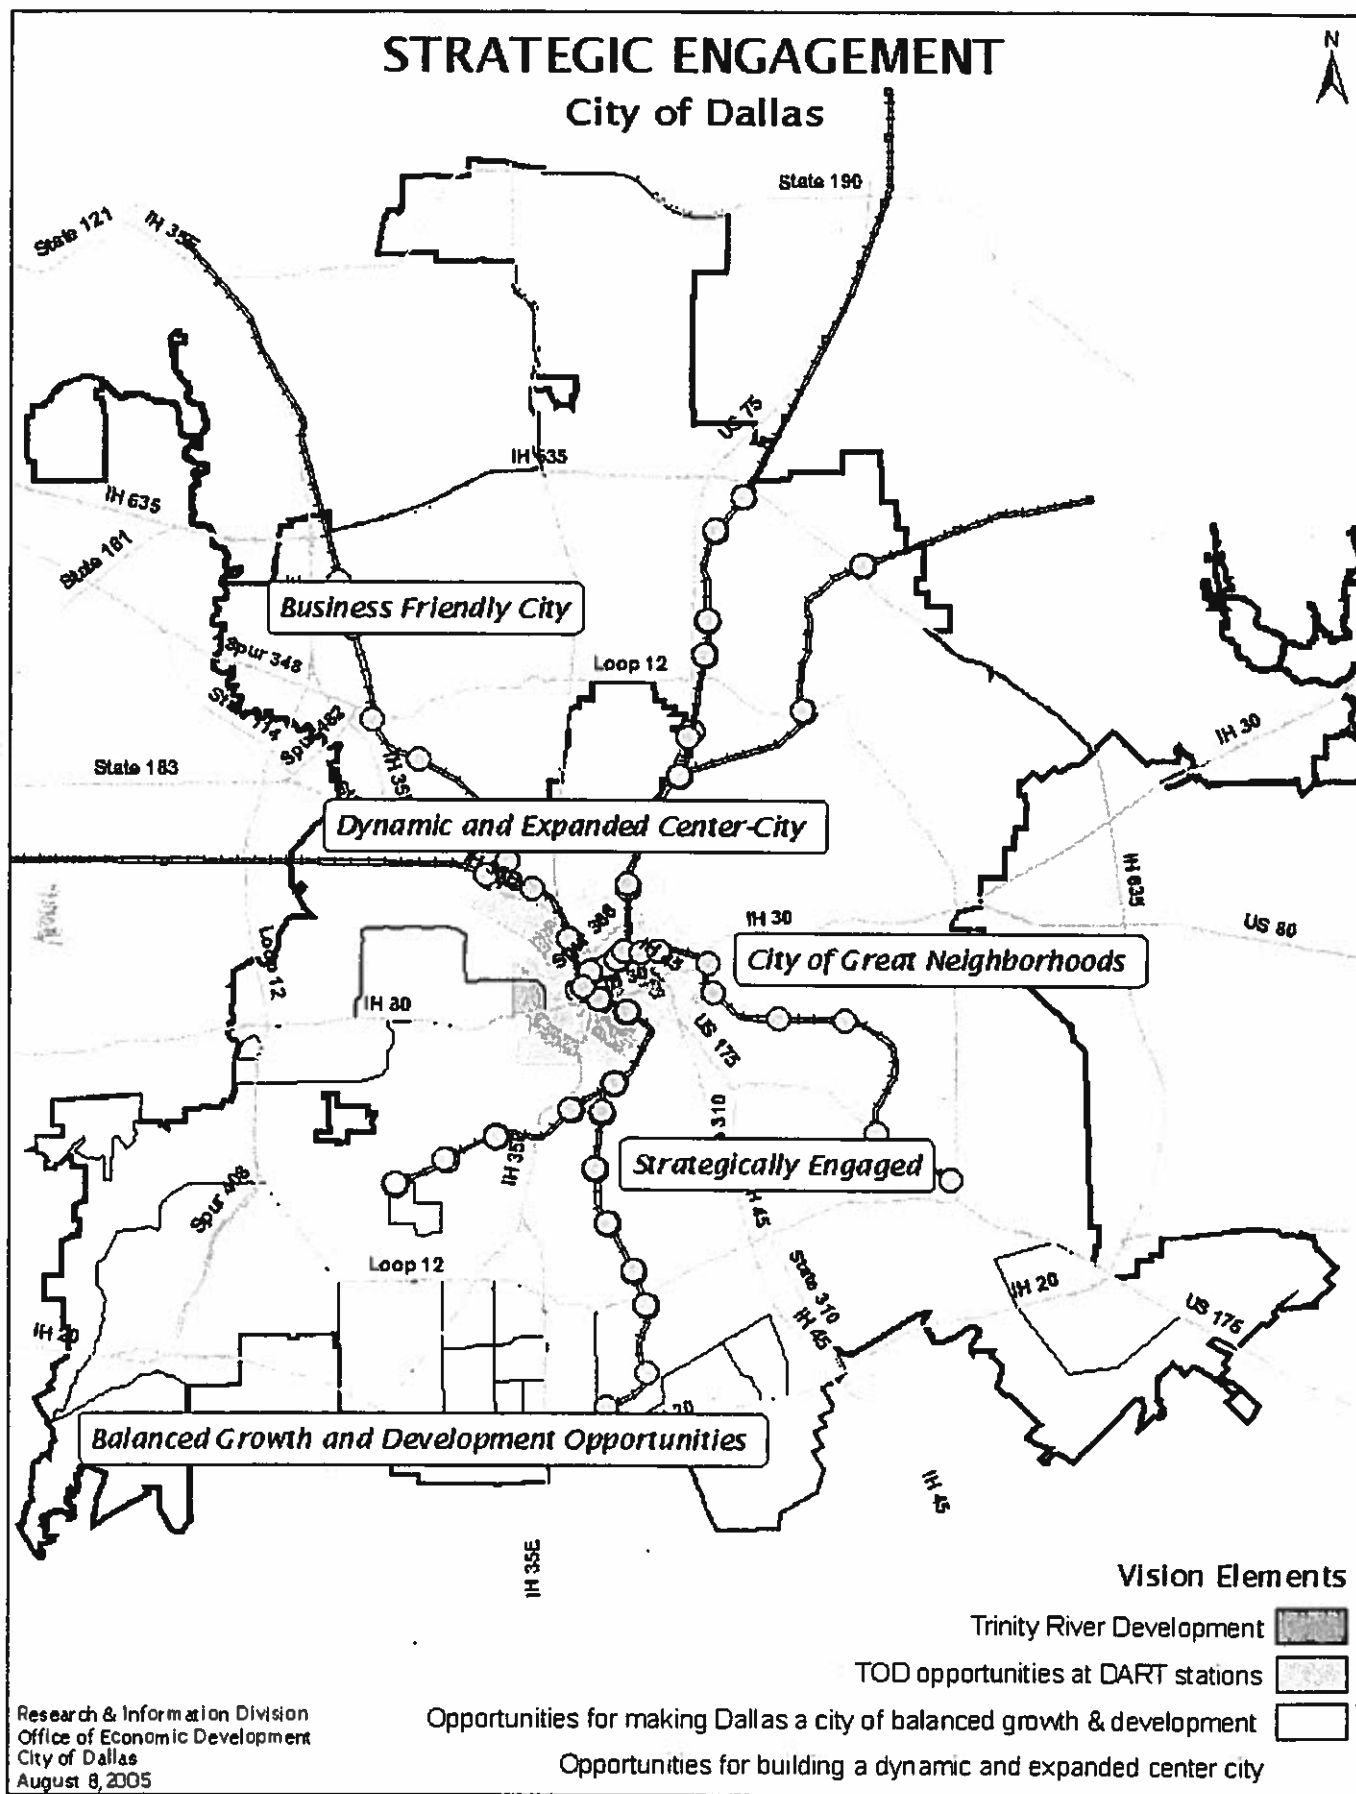 STRATEGIC ENGAGEMENT
City of Dallas
N
State 190
State 121
IH 35E
US 75
IH 635
IH 635
State 161
Business Friendly City
Loop 12
Spur 348
State 114
Spur 482
IH 30
State 183
IH 35E
Dynamic and Expanded Center-City
IH 635
IH 30
US 80
City of Great Neighborhoods
Loop 12
IH 30
US 175
310
Strategically Engaged
IH 35E
Spur 408
IH 45
Loop 12
State 310
IH 45
IH 20
US 175
IH 20
20
Balanced Growth and Development Opportunities
IH 45
IH 35E
Vision Elements
Trinity River Development
TOD opportunities at DART stations
Opportunities for making Dallas a city of balanced growth & development
Opportunities for building a dynamic and expanded center city
Research & Information Division
Office of Economic Development
City of Dallas
August 8, 2005